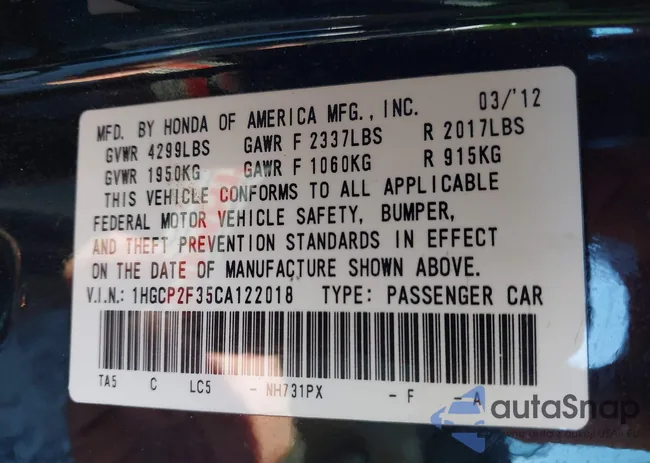 MFD. BY HONDA OF AMERICA MFG., INC. 03/'12
GVWR 4299LBS GAWR F 2337LBS R 2017LBS
GVWR 1950KG GAWR F 1060KG R 915KG
THIS VEHICLE CONFORMS TO ALL APPLICABLE
FEDERAL MOTOR VEHICLE SAFETY, BUMPER,
AND THEFT PREVENTION STANDARDS IN EFFECT
ON THE DATE OF MANUFACTURE SHOWN ABOVE.
V.I.N.: 1HGCP2F35CA122018 TYPE: PASSENGER CAR
TA5 C LC5 - NH731PX - F - A
autaSnap